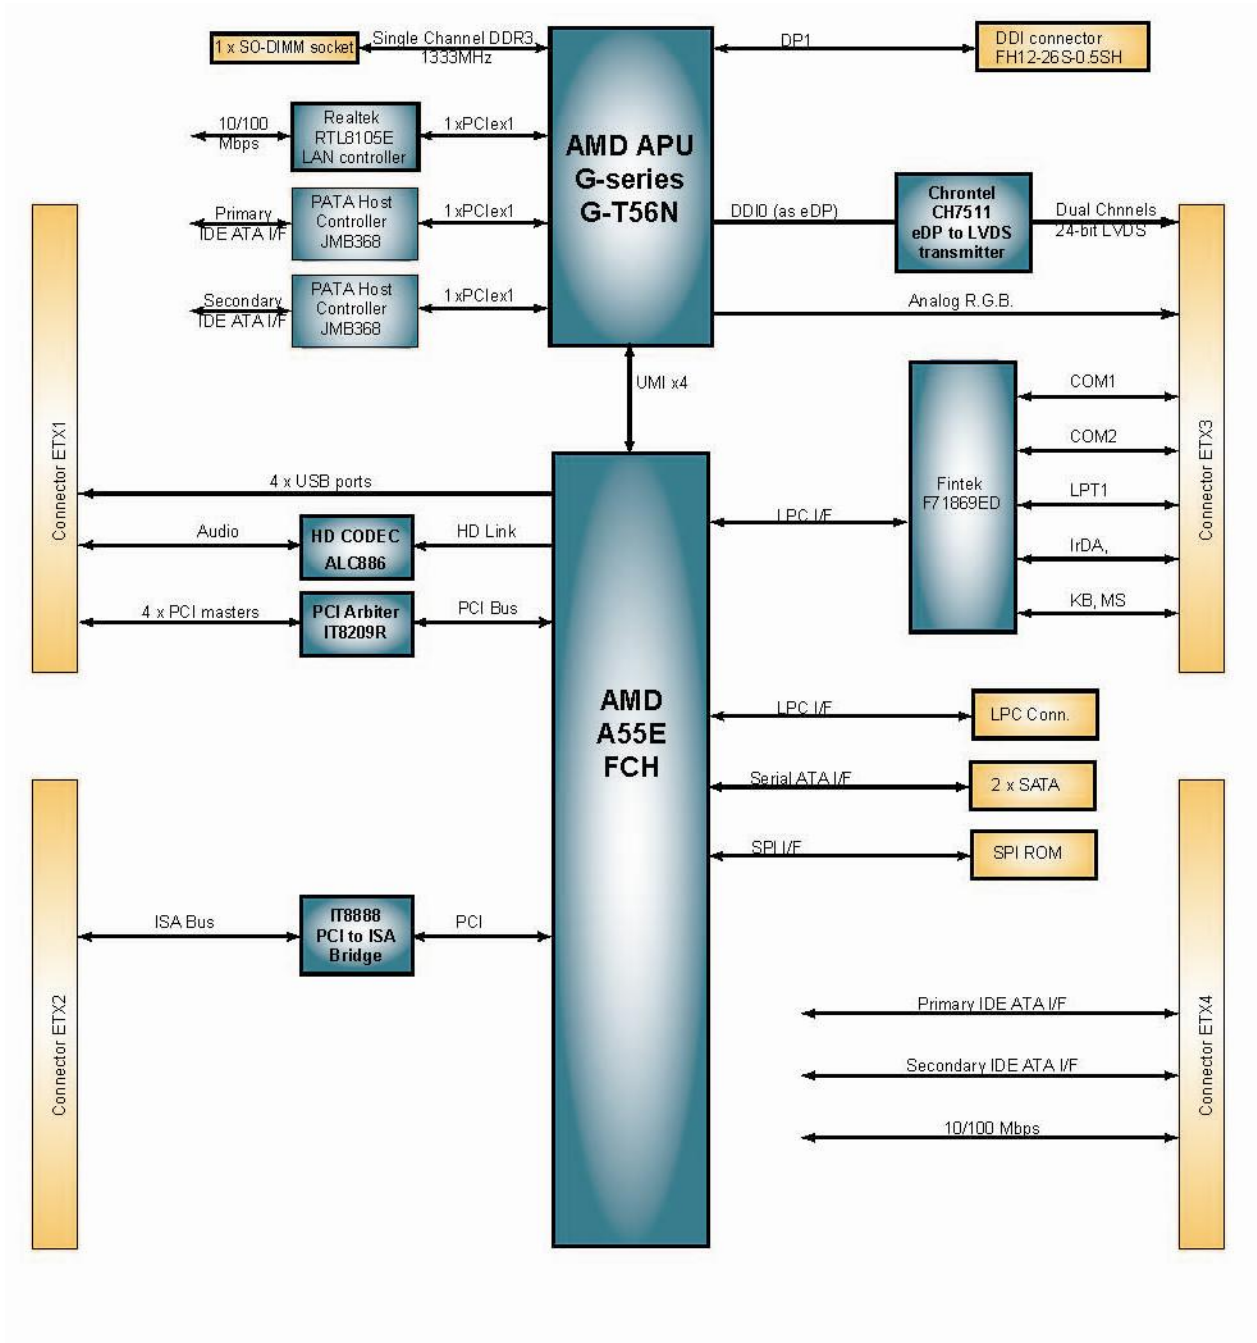 1 x SO-DIMM socket
Single Channel DDR3
1333MHz
DP1
DDI connector
FH12-26S-0.5SH
10/100
Mbps
Realtek
RTL8105E
LAN controller
1xPCIex1
AMD APU
G-series
G-T56N
Primary
IDE ATA I/F
PATA Host
Controller
JMB368
1xPCIex1
DDI0 (as eDP)
Chrontel
CH7511
eDP to LVDS
transmitter
Dual Chnnels
24-bit LVDS
Secondary
IDE ATA I/F
PATA Host
Controller
JMB368
1xPCIex1
Analog R.G.B.
UMI x4
Connector ETX1
4 x USB ports
Audio
HD CODEC
ALC886
HD Link
4 x PCI masters
PCI Arbiter
IT8209R
PCI Bus
LPC I/F
Fintek
F71869ED
COM1
COM2
LPT1
IrDA,
KB, MS
Connector ETX3
AMD
A55E
FCH
LPC I/F
LPC Conn.
Serial ATA I/F
2 x SATA
SPI I/F
SPI ROM
Connector ETX2
ISA Bus
IT8888
PCI to ISA
Bridge
PCI
Primary IDE ATA I/F
Secondary IDE ATA I/F
10/100 Mbps
Connector ETX4